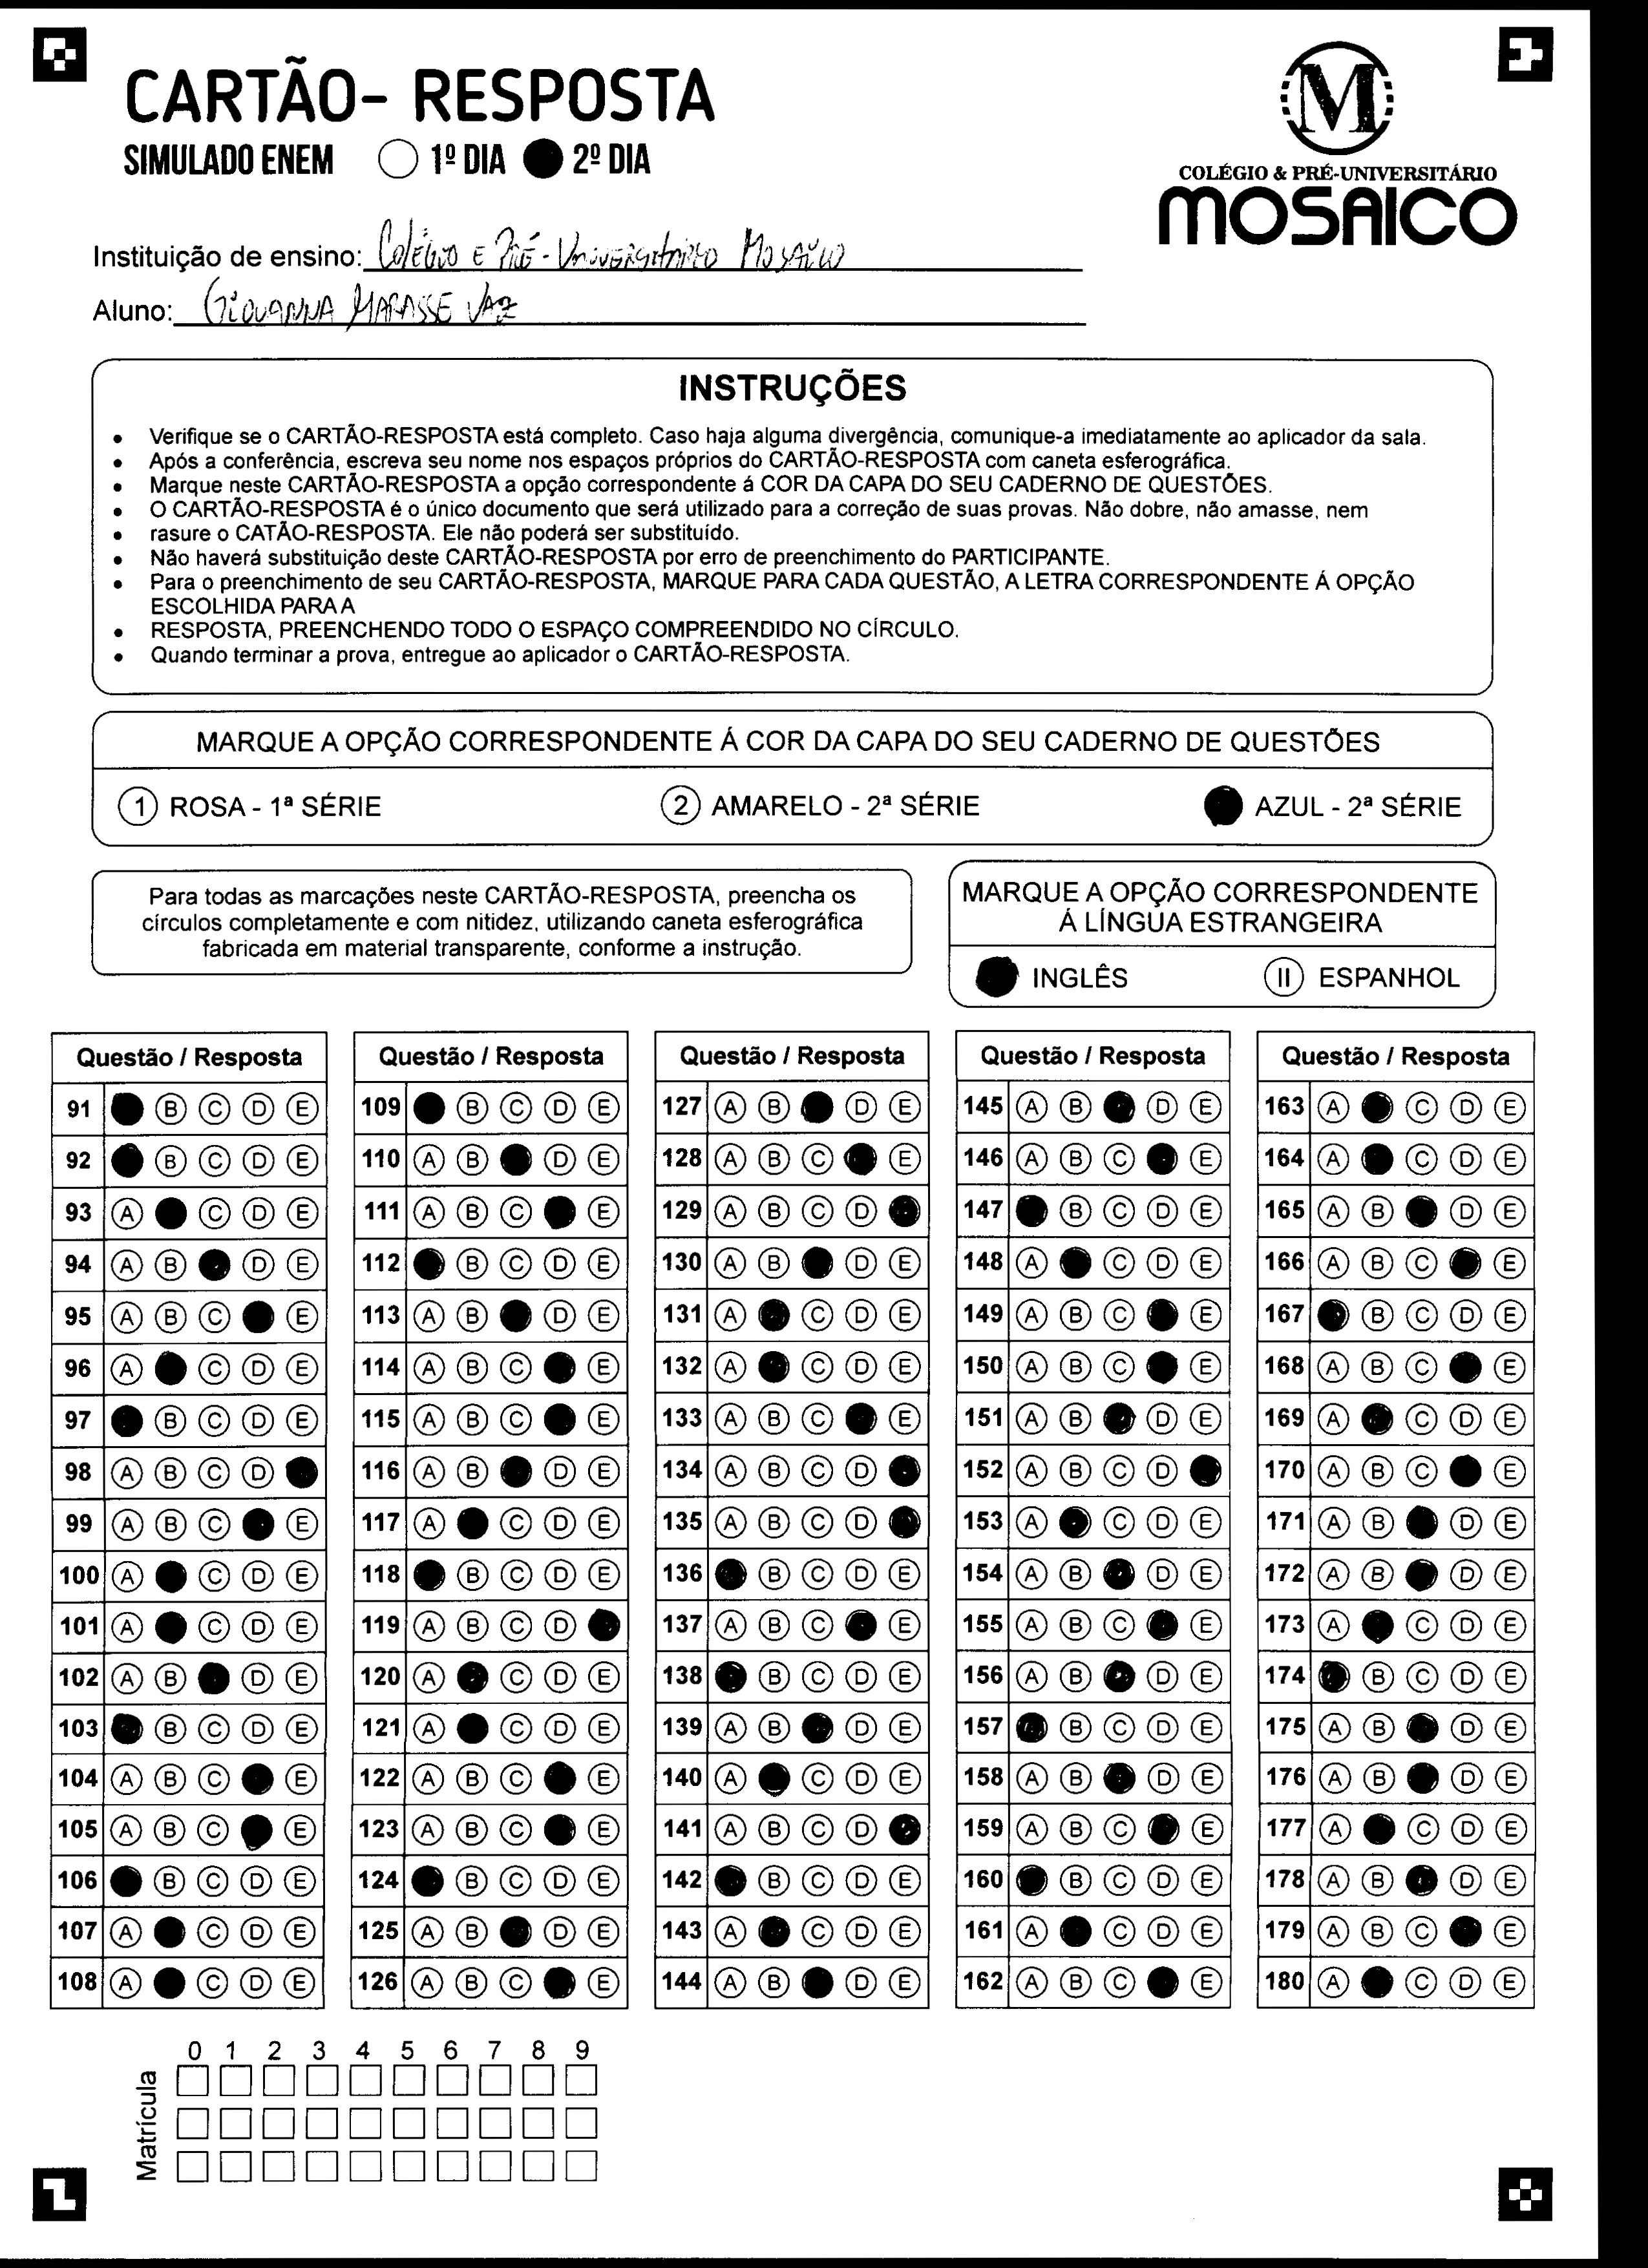 CARTÃO- RESPOSTA
SIMULADO ENEM 1º DIA 2º DIA
M
COLÉGIO & PRÉ-UNIVERSITÁRIO
MOSAICO
Instituição de ensino: COLÉGIO E PRÉ-UNIVERSITÁRIO MOSAICO
Aluno: GIOVANNA MARASSE VAZ
INSTRUÇÕES
• Verifique se o CARTÃO-RESPOSTA está completo. Caso haja alguma divergência, comunique-a imediatamente ao aplicador da sala.
• Após a conferência, escreva seu nome nos espaços próprios do CARTÃO-RESPOSTA com caneta esferográfica.
• Marque neste CARTÃO-RESPOSTA a opção correspondente á COR DA CAPA DO SEU CADERNO DE QUESTÕES.
• O CARTÃO-RESPOSTA é o único documento que será utilizado para a correção de suas provas. Não dobre, não amasse, nem
• rasure o CATÃO-RESPOSTA. Ele não poderá ser substituído.
• Não haverá substituição deste CARTÃO-RESPOSTA por erro de preenchimento do PARTICIPANTE.
• Para o preenchimento de seu CARTÃO-RESPOSTA, MARQUE PARA CADA QUESTÃO, A LETRA CORRESPONDENTE Á OPÇÃO
ESCOLHIDA PARA A
• RESPOSTA, PREENCHENDO TODO O ESPAÇO COMPREENDIDO NO CÍRCULO.
• Quando terminar a prova, entregue ao aplicador o CARTÃO-RESPOSTA.
MARQUE A OPÇÃO CORRESPONDENTE Á COR DA CAPA DO SEU CADERNO DE QUESTÕES
1 ROSA - 1ª SÉRIE 2 AMARELO - 2ª SÉRIE AZUL - 2ª SÉRIE
Para todas as marcações neste CARTÃO-RESPOSTA, preencha os
círculos completamente e com nitidez, utilizando caneta esferográfica
fabricada em material transparente, conforme a instrução.
MARQUE A OPÇÃO CORRESPONDENTE
Á LÍNGUA ESTRANGEIRA
INGLÊS II ESPANHOL
Questão / Resposta
91 B C D E
92 B C D E
93 A C D E
94 A B D E
95 A B C E
96 A C D E
97 B C D E
98 A B C D
99 A B C E
100 A C D E
101 A C D E
102 A B D E
103 B C D E
104 A B C E
105 A B C E
106 B C D E
107 A C D E
108 A C D E
Questão / Resposta
109 B C D E
110 A B D E
111 A B C E
112 B C D E
113 A B D E
114 A B C E
115 A B C E
116 A B D E
117 A C D E
118 B C D E
119 A B C D
120 A C D E
121 A C D E
122 A B C E
123 A B C E
124 B C D E
125 A B D E
126 A B C E
Questão / Resposta
127 A B D E
128 A B C E
129 A B C D
130 A B D E
131 A C D E
132 A C D E
133 A B C E
134 A B C D
135 A B C D
136 B C D E
137 A B C E
138 B C D E
139 A B D E
140 A C D E
141 A B C D
142 B C D E
143 A C D E
144 A B D E
Questão / Resposta
145 A B D E
146 A B C E
147 B C D E
148 A C D E
149 A B C E
150 A B C E
151 A B D E
152 A B C D
153 A C D E
154 A B D E
155 A B C E
156 A B D E
157 B C D E
158 A B D E
159 A B C E
160 B C D E
161 A C D E
162 A B C E
Questão / Resposta
163 A C D E
164 A C D E
165 A B D E
166 A B C E
167 B C D E
168 A B C E
169 A C D E
170 A B C E
171 A B D E
172 A B D E
173 A C D E
174 B C D E
175 A B D E
176 A B D E
177 A C D E
178 A B D E
179 A B C E
180 A C D E
0 1 2 3 4 5 6 7 8 9
Matrícula